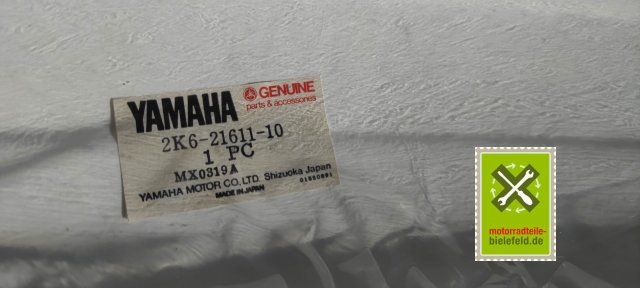 YAMAHA
GENUINE
parts & accessories
2K6-21611-10
1 PC
MX0319A
YAMAHA MOTOR CO.,LTD. Shizuoka Japan
MADE IN JAPAN
01550891
motorradteile-
bielefeld.de